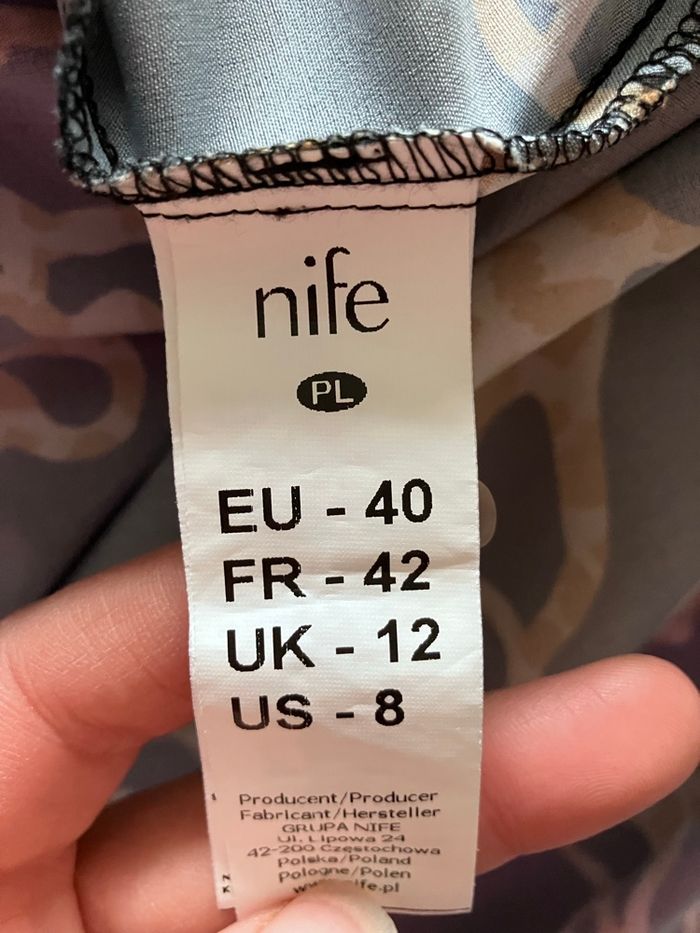 nife
PL
EU - 40
FR - 42
UK - 12
US - 8
Producent/Producer
Fabricant/Hersteller
GRUPA NIFE
Ul. Lipowa 24
42-200 Częstochowa
Polska/Poland
Pologne/Polen